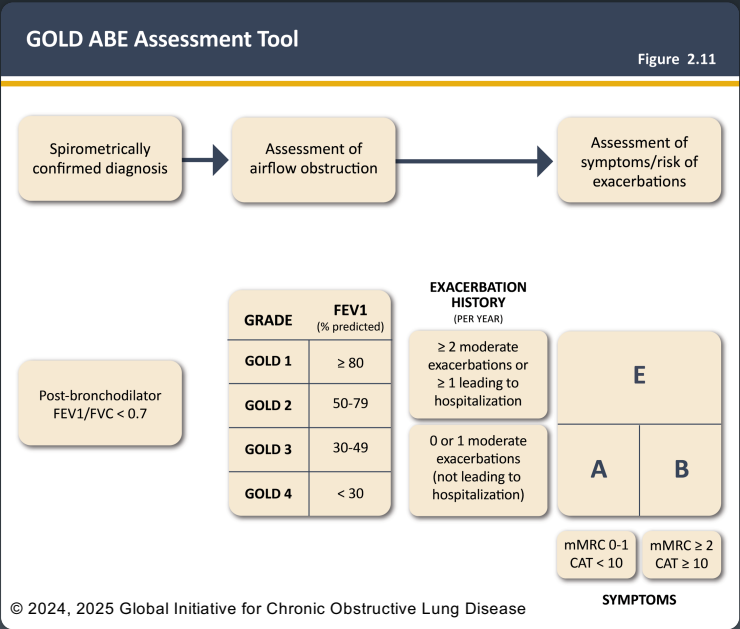 GOLD ABE Assessment Tool
Figure 2.11
Spirometrically
confirmed diagnosis
Assessment of
airflow obstruction
Assessment of
symptoms/risk of
exacerbations
Post-bronchodilator
FEV1/FVC < 0.7
GRADE
FEV1
(% predicted)
GOLD 1
≥ 80
GOLD 2
50-79
GOLD 3
30-49
GOLD 4
< 30
EXACERBATION
HISTORY
(PER YEAR)
≥ 2 moderate
exacerbations or
≥ 1 leading to
hospitalization
0 or 1 moderate
exacerbations
(not leading to
hospitalization)
E
A
B
mMRC 0-1
CAT < 10
mMRC ≥ 2
CAT ≥ 10
SYMPTOMS
© 2024, 2025 Global Initiative for Chronic Obstructive Lung Disease